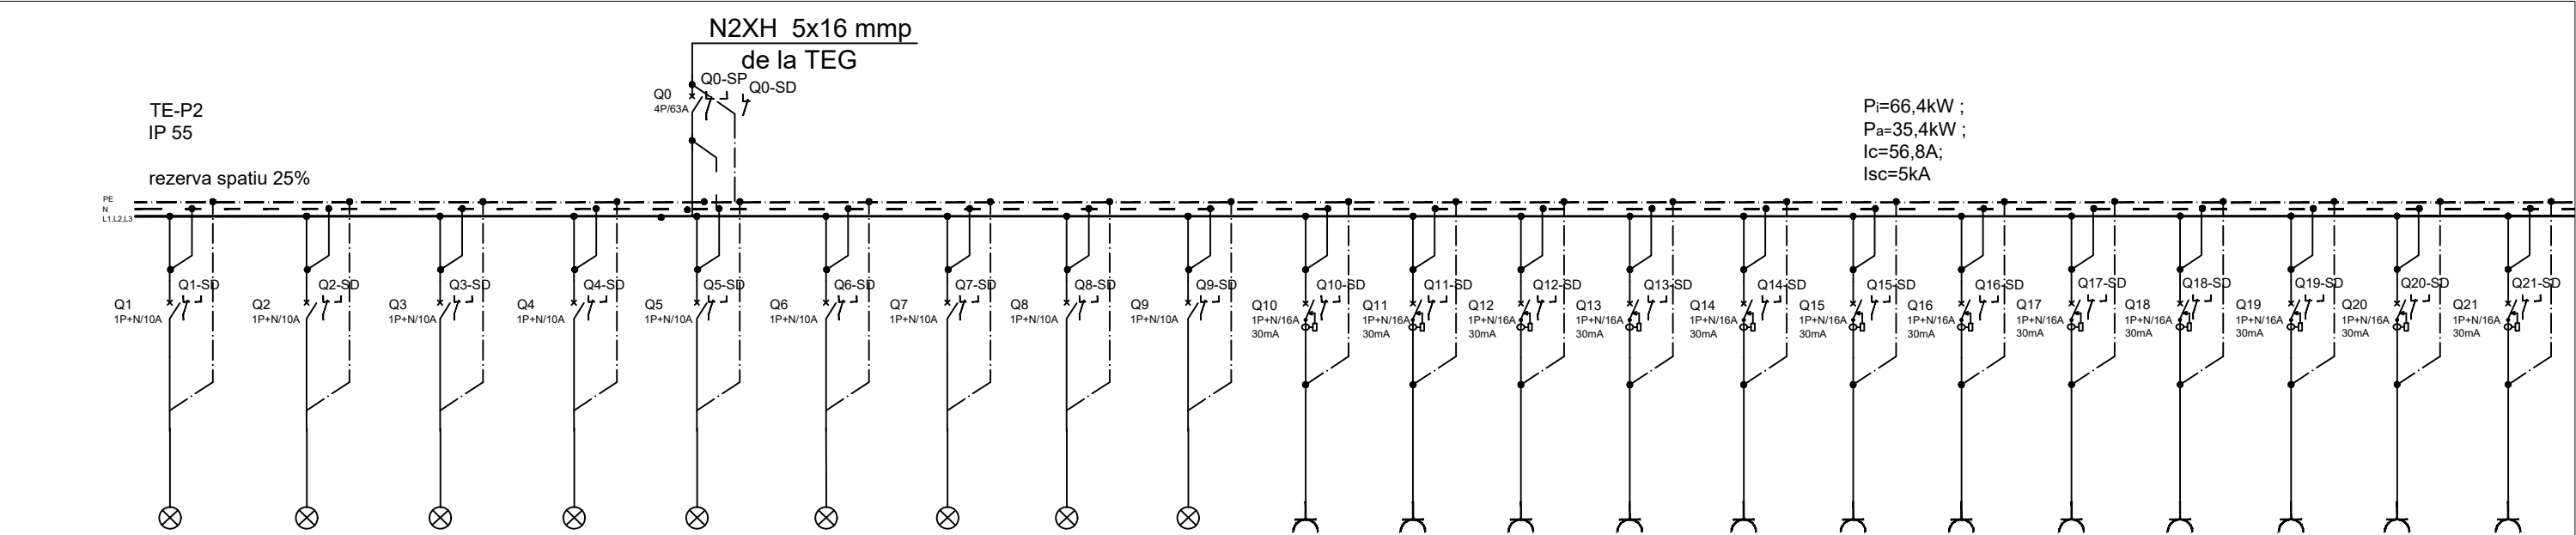 N2XH 5x16 mmp
de la TEG
Q0-SP
Q0-SD
Q0
4P/63A
TE-P2
IP 55
rezerva spatiu 25%
Pi=66,4kW ;
Pa=35,4kW ;
Ic=56,8A;
Isc=5kA
PE
N
L1,L2,L3
Q1-SD
Q1
1P+N/10A
Q2-SD
Q2
1P+N/10A
Q3-SD
Q3
1P+N/10A
Q4-SD
Q4
1P+N/10A
Q5-SD
Q5
1P+N/10A
Q6-SD
Q6
1P+N/10A
Q7-SD
Q7
1P+N/10A
Q8-SD
Q8
1P+N/10A
Q9-SD
Q9
1P+N/10A
Q10-SD
Q10
1P+N/16A
30mA
Q11-SD
Q11
1P+N/16A
30mA
Q12-SD
Q12
1P+N/16A
30mA
Q13-SD
Q13
1P+N/16A
30mA
Q14-SD
Q14
1P+N/16A
30mA
Q15-SD
Q15
1P+N/16A
30mA
Q16-SD
Q16
1P+N/16A
30mA
Q17-SD
Q17
1P+N/16A
30mA
Q18-SD
Q18
1P+N/16A
30mA
Q19-SD
Q19
1P+N/16A
30mA
Q20-SD
Q20
1P+N/16A
30mA
Q21-SD
Q21
1P+N/16A
30mA